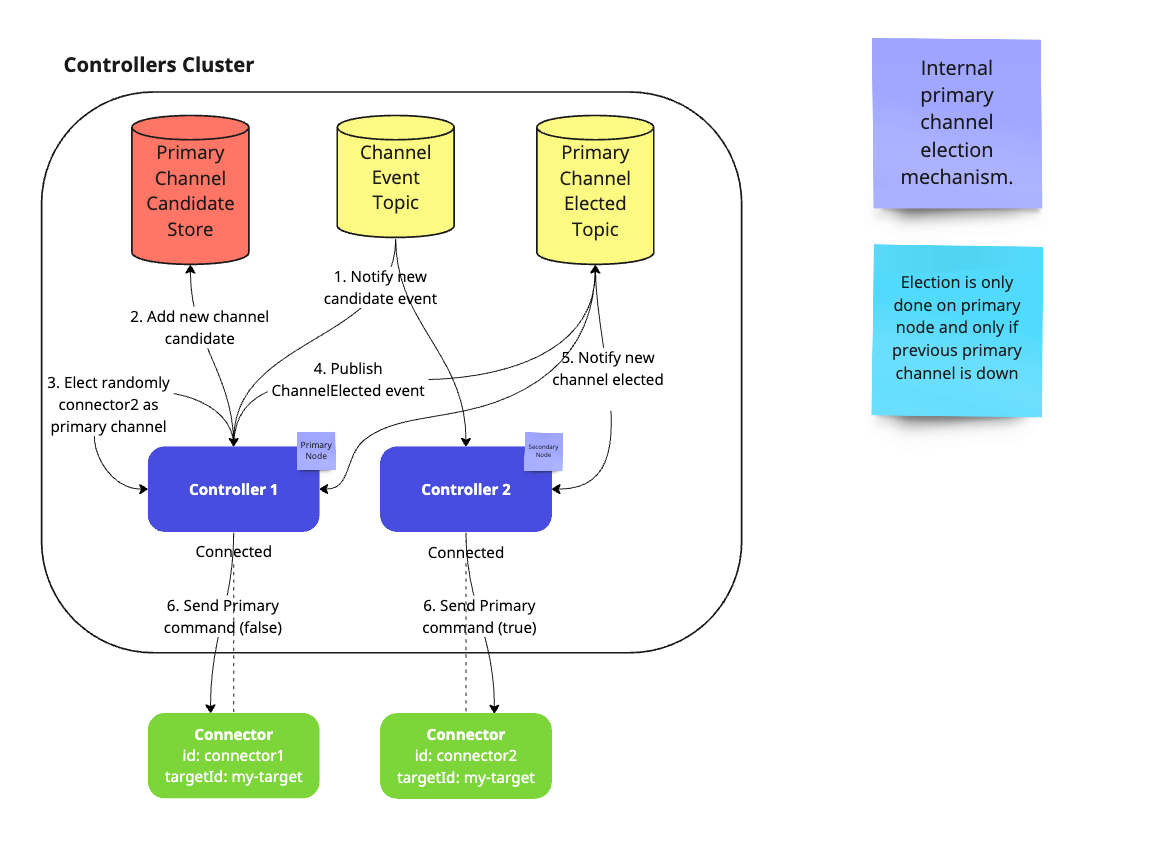 Controllers Cluster
Primary
Channel
Candidate
Store
Channel
Event
Topic
Primary
Channel
Elected
Topic
1. Notify new
candidate event
2. Add new channel
candidate
3. Elect randomly
connector2 as
primary channel
4. Publish
ChannelElected event
5. Notify new
channel elected
Primary
Node
Controller 1
Secondary
Node
Controller 2
Connected
Connected
6. Send Primary
command (false)
6. Send Primary
command (true)
Connector
id: connector1
targetId: my-target
Connector
id: connector2
targetId: my-target
Internal
primary
channel
election
mechanism.
Election is only
done on primary
node and only if
previous primary
channel is down